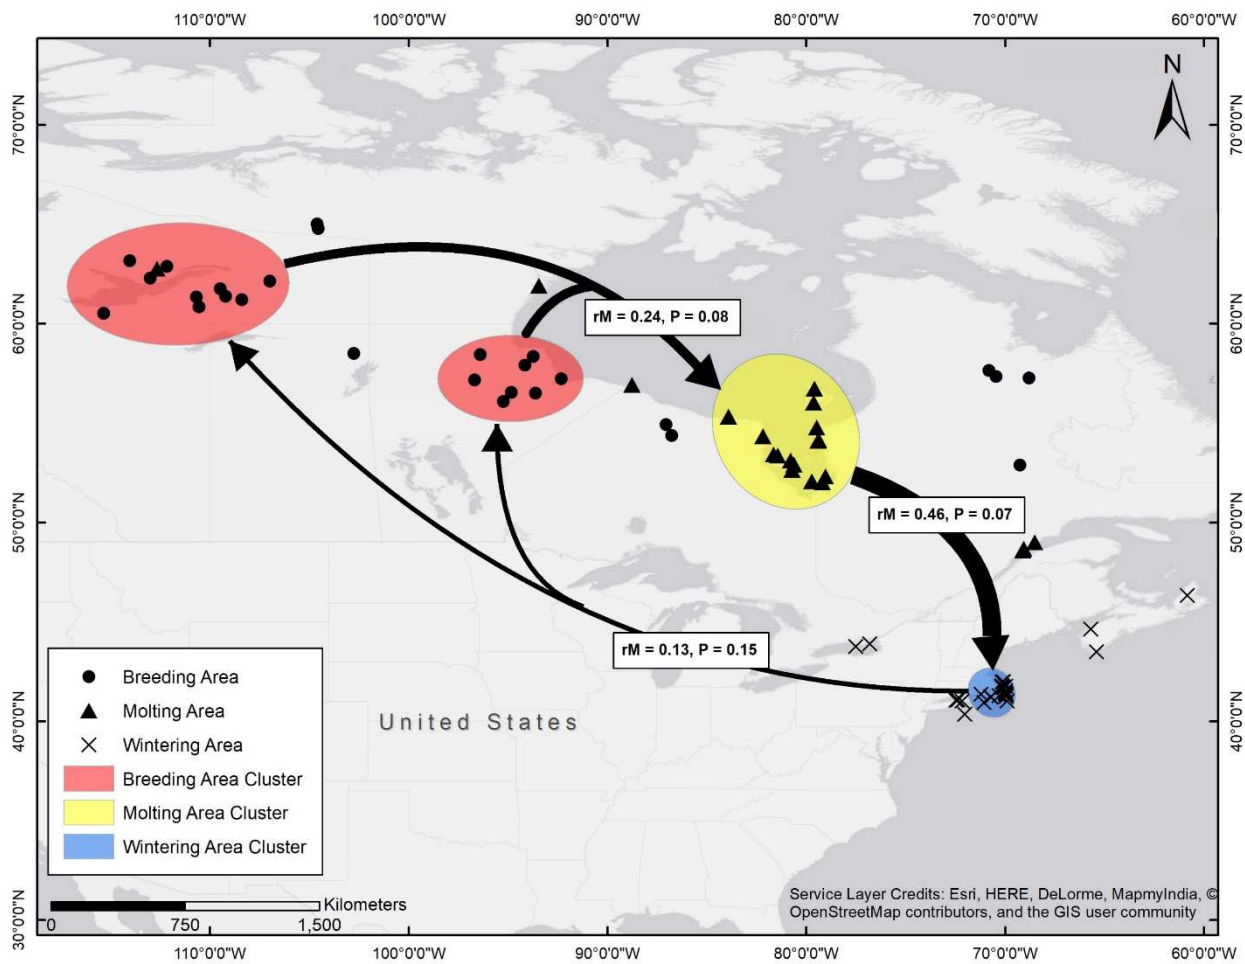 110°0'0"W 100°0'0"W 90°0'0"W 80°0'0"W 70°0'0"W 60°0'0"W
70°0'0"N
70°0'0"N
N
60°0'0"N
60°0'0"N
rM = 0.24, P = 0.08
50°0'0"N
50°0'0"N
rM = 0.46, P = 0.07
rM = 0.13, P = 0.15
40°0'0"N
40°0'0"N
United States
Breeding Area
Molting Area
Wintering Area
Breeding Area Cluster
Molting Area Cluster
Wintering Area Cluster
Kilometers
0 750 1,500
Service Layer Credits: Esri, HERE, DeLorme, MapmyIndia, ©
OpenStreetMap contributors, and the GIS user community
30°0'0"N
30°0'0"N
110°0'0"W 100°0'0"W 90°0'0"W 80°0'0"W 70°0'0"W 60°0'0"W